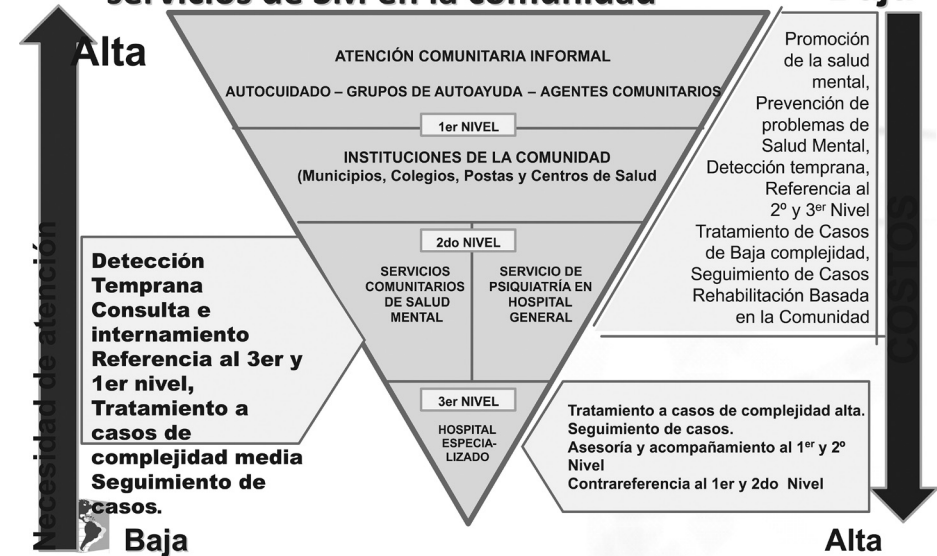 servicios de SM en la comunidad
Baja
Alta
ATENCIÓN COMUNITARIA INFORMAL
AUTOCUIDADO – GRUPOS DE AUTOAYUDA – AGENTES COMUNITARIOS
1er NIVEL
INSTITUCIONES DE LA COMUNIDAD
(Municipios, Colegios, Postas y Centros de Salud
2do NIVEL
SERVICIOS
COMUNITARIOS
DE SALUD
MENTAL
SERVICIO DE
PSIQUIATRÍA EN
HOSPITAL
GENERAL
3er NIVEL
HOSPITAL
ESPECIA-
LIZADO
Promoción
de la salud
mental,
Prevención de
problemas de
Salud Mental,
Detección temprana,
Referencia al
2º y 3er Nivel
Tratamiento de Casos
de Baja complejidad,
Seguimiento de Casos
Rehabilitación Basada
en la Comunidad
Necesidad de atención
Detección
Temprana
Consulta e
internamiento
Referencia al 3er y
1er nivel,
Tratamiento a
casos de
complejidad media
Seguimiento de
casos.
COSTOS
Tratamiento a casos de complejidad alta.
Seguimiento de casos.
Asesoría y acompañamiento al 1er y 2º
Nivel
Contrareferencia al 1er y 2do Nivel
Baja
Alta